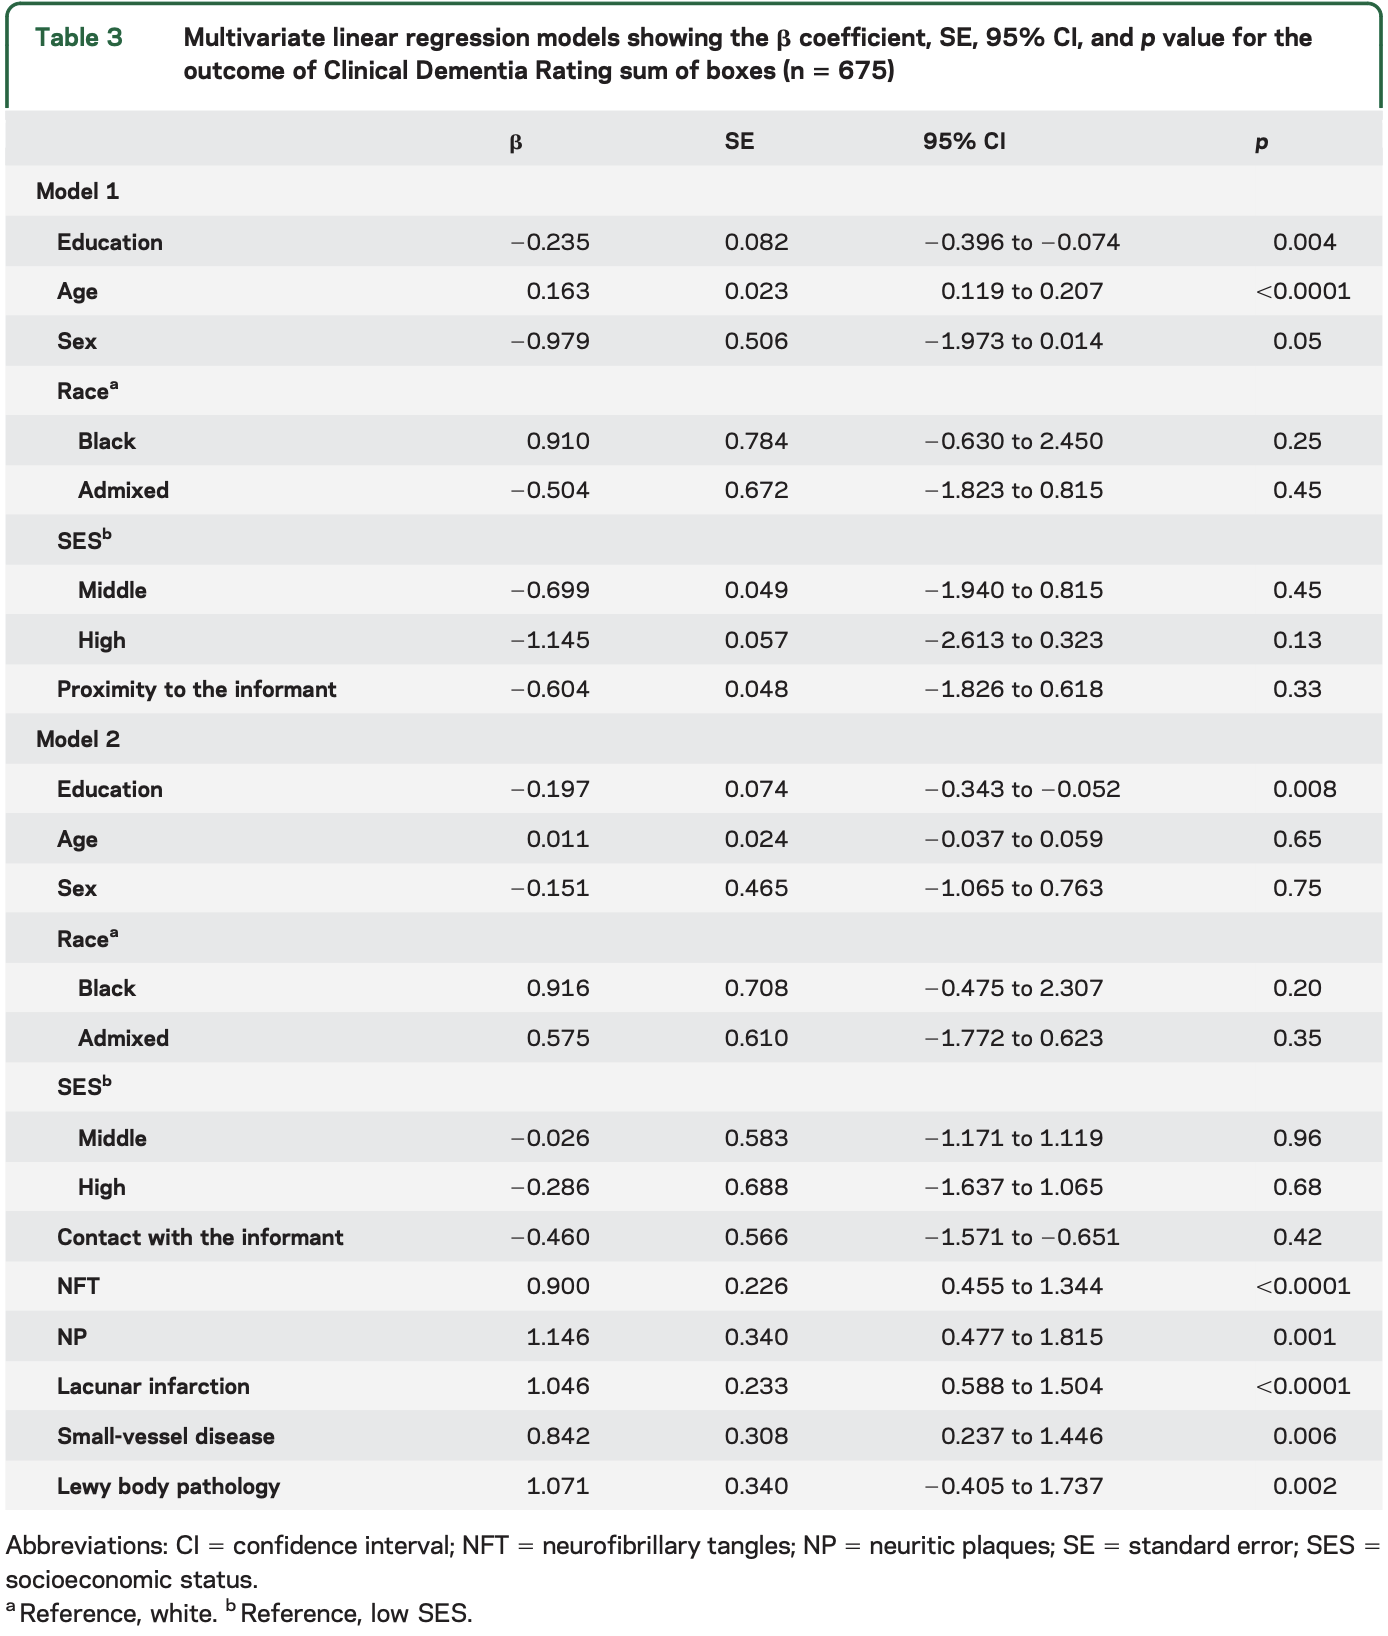 Table 3 Multivariate linear regression models showing the β coefficient, SE, 95% CI, and p value for the
outcome of Clinical Dementia Rating sum of boxes (n = 675)
β SE 95% CI p
Model 1
Education −0.235 0.082 −0.396 to −0.074 0.004
Age 0.163 0.023 0.119 to 0.207 <0.0001
Sex −0.979 0.506 −1.973 to 0.014 0.05
Raceᵃ
Black 0.910 0.784 −0.630 to 2.450 0.25
Admixed −0.504 0.672 −1.823 to 0.815 0.45
SESᵇ
Middle −0.699 0.049 −1.940 to 0.815 0.45
High −1.145 0.057 −2.613 to 0.323 0.13
Proximity to the informant −0.604 0.048 −1.826 to 0.618 0.33
Model 2
Education −0.197 0.074 −0.343 to −0.052 0.008
Age 0.011 0.024 −0.037 to 0.059 0.65
Sex −0.151 0.465 −1.065 to 0.763 0.75
Raceᵃ
Black 0.916 0.708 −0.475 to 2.307 0.20
Admixed 0.575 0.610 −1.772 to 0.623 0.35
SESᵇ
Middle −0.026 0.583 −1.171 to 1.119 0.96
High −0.286 0.688 −1.637 to 1.065 0.68
Contact with the informant −0.460 0.566 −1.571 to −0.651 0.42
NFT 0.900 0.226 0.455 to 1.344 <0.0001
NP 1.146 0.340 0.477 to 1.815 0.001
Lacunar infarction 1.046 0.233 0.588 to 1.504 <0.0001
Small-vessel disease 0.842 0.308 0.237 to 1.446 0.006
Lewy body pathology 1.071 0.340 −0.405 to 1.737 0.002
Abbreviations: CI = confidence interval; NFT = neurofibrillary tangles; NP = neuritic plaques; SE = standard error; SES =
socioeconomic status.
ᵃ Reference, white. ᵇ Reference, low SES.